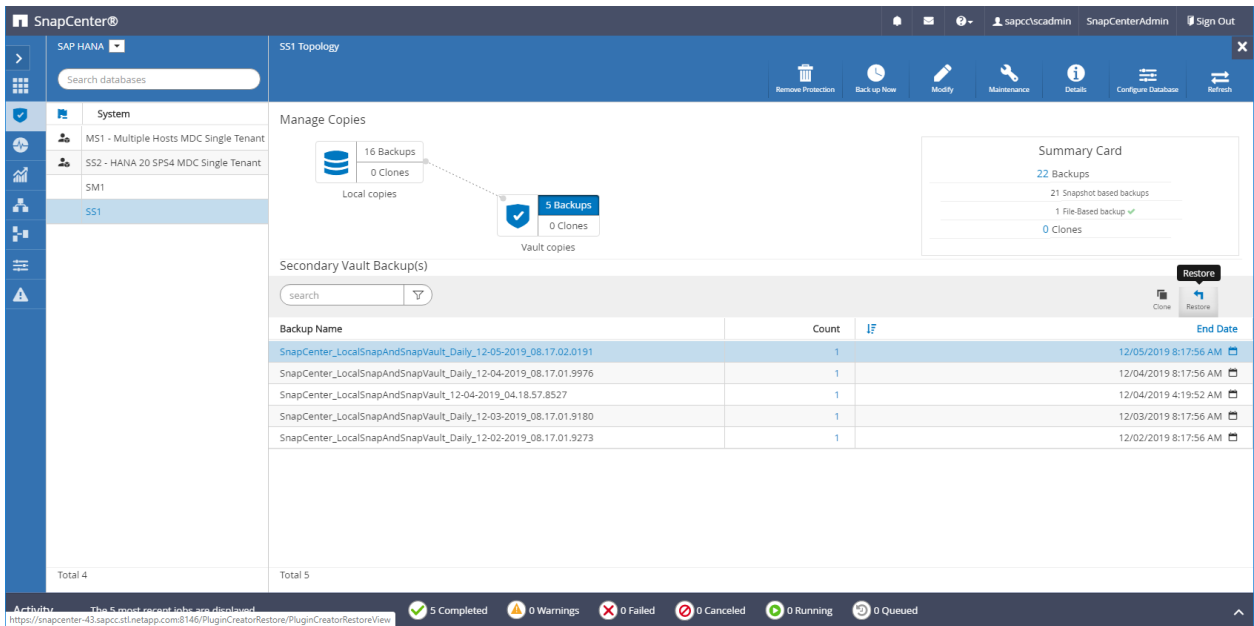 SnapCenter®
sapcc\scadmin SnapCenterAdmin Sign Out
SAP HANA
SS1 Topology
Search databases
Remove Protection Back up Now Modify Maintenance Details Configure Database Refresh
System
MS1 - Multiple Hosts MDC Single Tenant
SS2 - HANA 20 SPS4 MDC Single Tenant
SM1
SS1
Total 4
Manage Copies
16 Backups
0 Clones
Local copies
5 Backups
0 Clones
Vault copies
Summary Card
22 Backups
21 Snapshot based backups
1 File-Based backup
0 Clones
Secondary Vault Backup(s)
search
Restore
Clone Restore
Backup Name Count End Date
SnapCenter_LocalSnapAndSnapVault_Daily_12-05-2019_08.17.02.0191 1 12/05/2019 8:17:56 AM
SnapCenter_LocalSnapAndSnapVault_Daily_12-04-2019_08.17.01.9976 1 12/04/2019 8:17:56 AM
SnapCenter_LocalSnapAndSnapVault_12-04-2019_04.18.57.8527 1 12/04/2019 4:19:52 AM
SnapCenter_LocalSnapAndSnapVault_Daily_12-03-2019_08.17.01.9180 1 12/03/2019 8:17:56 AM
SnapCenter_LocalSnapAndSnapVault_Daily_12-02-2019_08.17.01.9273 1 12/02/2019 8:17:56 AM
Total 5
Activity The 5 most recent jobs are displayed 5 Completed 0 Warnings 0 Failed 0 Canceled 0 Running 0 Queued
https://snapcenter-43.sapcc.stl.netapp.com:8146/PluginCreatorRestore/PluginCreatorRestoreView